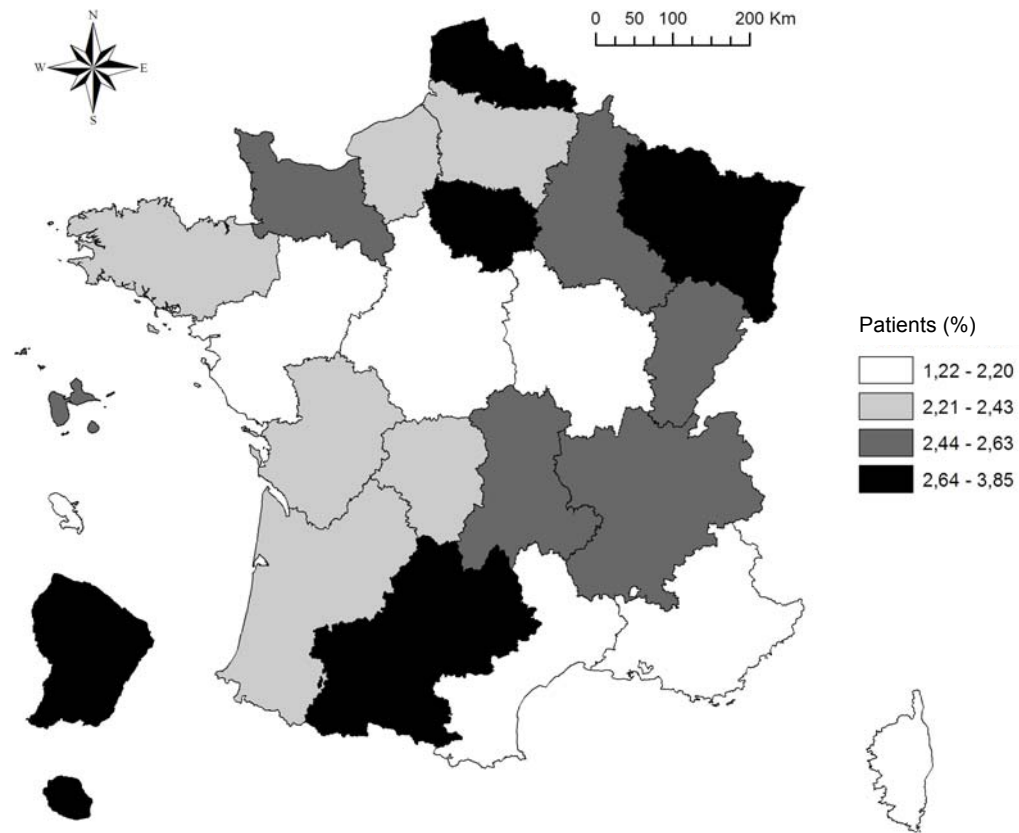 N
W E
S
0 50 100 200 Km
Patients (%)
1,22 - 2,20
2,21 - 2,43
2,44 - 2,63
2,64 - 3,85